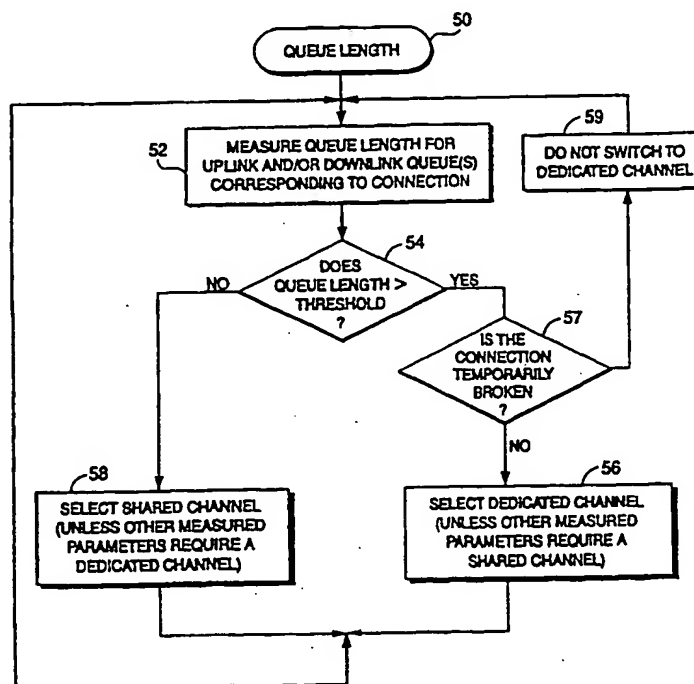 50
QUEUE LENGTH
59
52
MEASURE QUEUE LENGTH FOR
UPLINK AND/OR DOWNLINK QUEUE(S)
CORRESPONDING TO CONNECTION
DO NOT SWITCH TO
DEDICATED CHANNEL
54
DOES
QUEUE LENGTH >
THRESHOLD
?
NO
YES
57
IS THE
CONNECTION
TEMPORARILY
BROKEN
?
NO
58
SELECT SHARED CHANNEL
(UNLESS OTHER MEASURED
PARAMETERS REQUIRE A
DEDICATED CHANNEL)
56
SELECT DEDICATED CHANNEL
(UNLESS OTHER MEASURED
PARAMETERS REQUIRE A
SHARED CHANNEL)